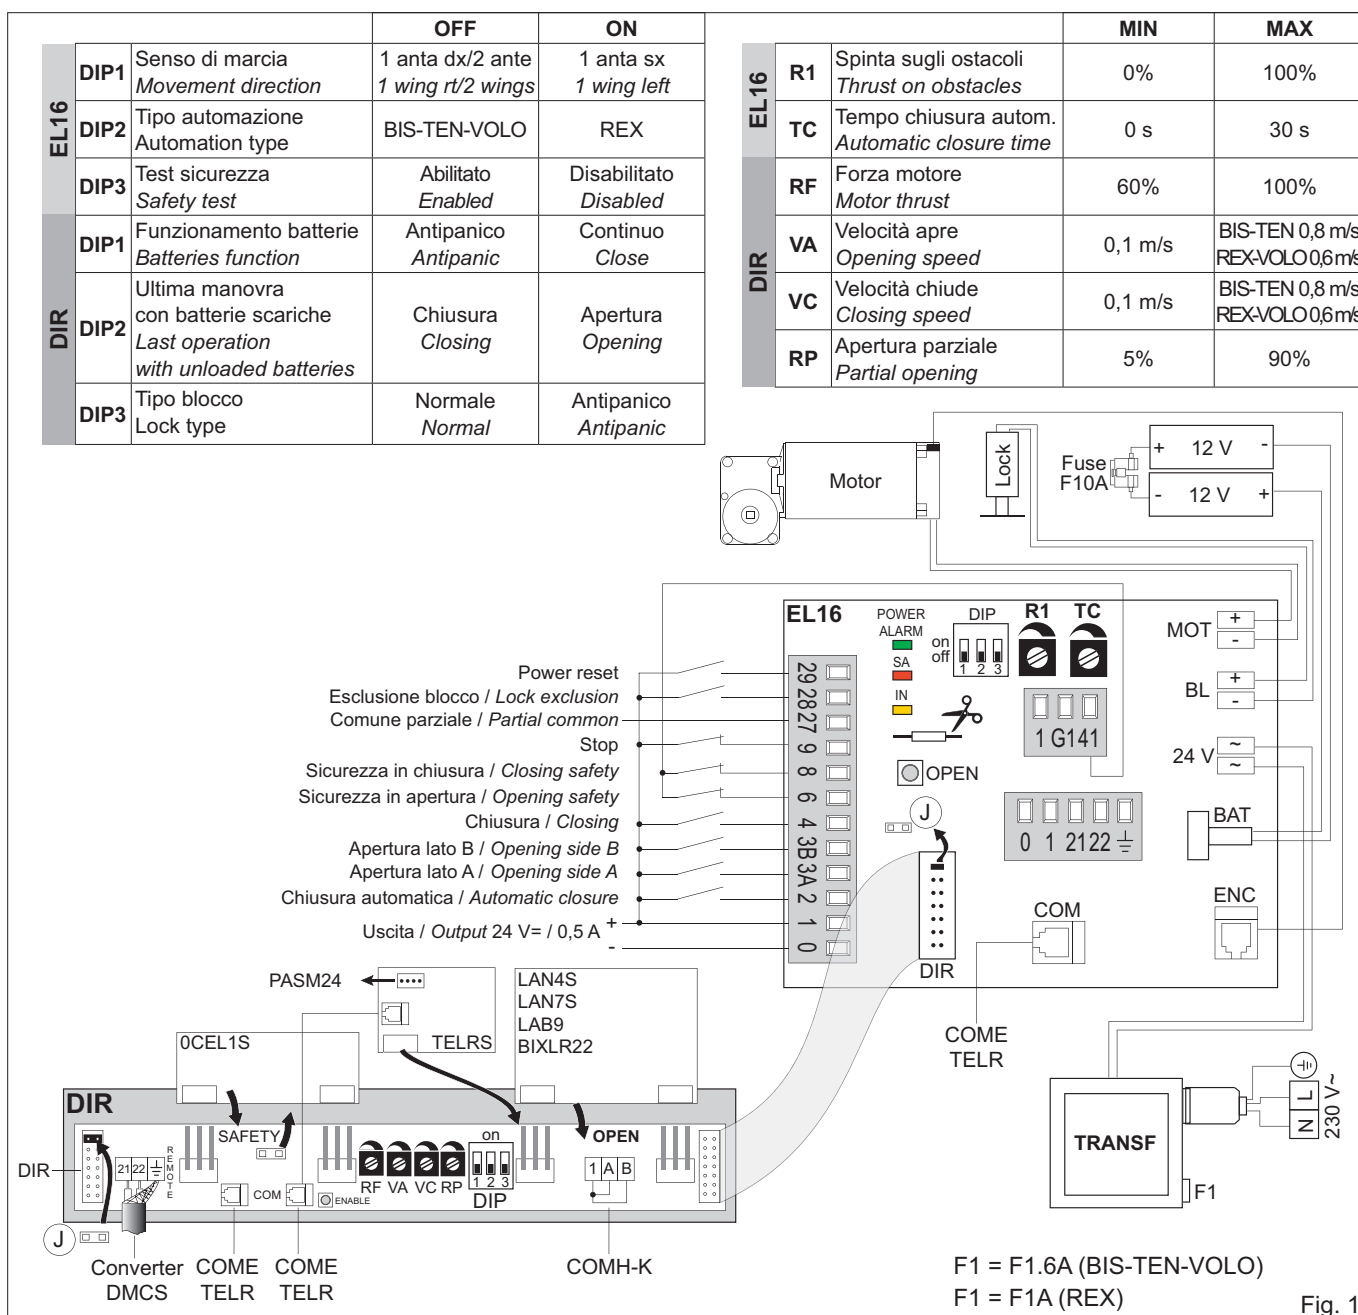 OFF ON
EL16
DIP1 Senso di marcia 1 anta dx/2 ante 1 anta sx
Movement direction 1 wing rt/2 wings 1 wing left
DIP2 Tipo automazione BIS-TEN-VOLO REX
Automation type
DIP3 Test sicurezza Abilitato Disabilitato
Safety test Enabled Disabled
DIR
DIP1 Funzionamento batterie Antipanico Continuo
Batteries function Antipanic Close
DIP2 Ultima manovra
con batterie scariche Chiusura Apertura
Last operation Closing Opening
with unloaded batteries
DIP3 Tipo blocco Normale Antipanico
Lock type Normal Antipanic
MIN MAX
EL16
R1 Spinta sugli ostacoli 0% 100%
Thrust on obstacles
TC Tempo chiusura autom. 0 s 30 s
Automatic closure time
DIR
RF Forza motore 60% 100%
Motor thrust
VA Velocità apre 0,1 m/s BIS-TEN 0,8 m/s
Opening speed REX-VOLO 0,6 m/s
VC Velocità chiude 0,1 m/s BIS-TEN 0,8 m/s
Closing speed REX-VOLO 0,6 m/s
RP Apertura parziale 5% 90%
Partial opening
Motor
Lock
Fuse
F10A
+ 12 V -
- 12 V +
EL16
POWER
ALARM
SA
IN
DIP
on
off
1 2 3
R1 TC
MOT + -
BL + -
24 V ~ ~
BAT
ENC
1 G1 41
0 1 21 22
OPEN
J
DIR
COM
COME
TELR
Power reset 29
Esclusione blocco / Lock exclusion 28
Comune parziale / Partial common 27
Stop 9
Sicurezza in chiusura / Closing safety 8
Sicurezza in apertura / Opening safety 6
Chiusura / Closing 4
Apertura lato B / Opening side B 3B
Apertura lato A / Opening side A 3A
Chiusura automatica / Automatic closure 2
Uscita / Output 24 V= / 0,5 A + 1
- 0
PASM24
TELRS
0CEL1S
LAN4S
LAN7S
LAB9
BIXLR22
DIR
SAFETY
on
OPEN
DIR
21 22
REMOTE
COM
ENABLE
RF VA VC RP
1 2 3
DIP
1 A B
J
Converter
DMCS
COME
TELR
COME
TELR
COMH-K
TRANSF
L
N
230 V~
F1
F1 = F1.6A (BIS-TEN-VOLO)
F1 = F1A (REX)
Fig. 1